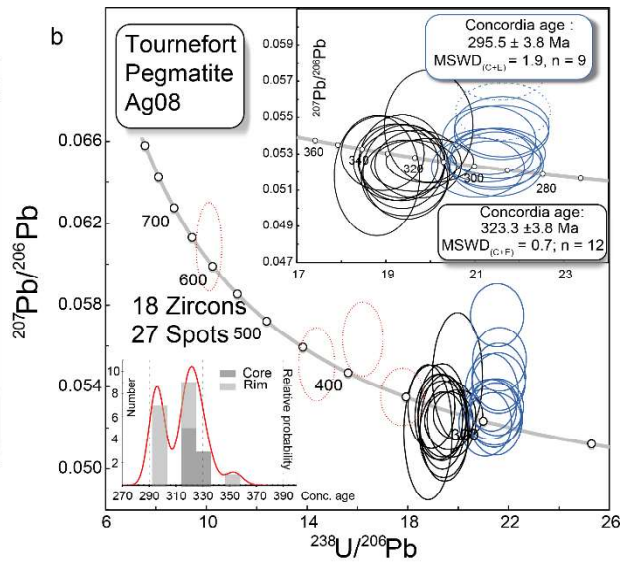 b
Tournefort
Pegmatite
Ag08
Concordia age :
295.5 ± 3.8 Ma
MSWD(C+E) = 1.9, n = 9
0.059
0.057
0.055
0.053
0.051
0.049
0.047
207Pb/206Pb
360
340
320
300
280
Concordia age:
323.3 ±3.8 Ma
MSWD(C+E) = 0.7; n = 12
17
19
21
23
0.066
0.062
0.058
0.054
0.050
207Pb/206Pb
700
600
500
400
300
18 Zircons
27 Spots
10
8
6
4
2
Number
Core
Rim
Relative probability
270
290
310
330
350
370
390
Conc. age
6
10
14
18
22
26
238U/206Pb